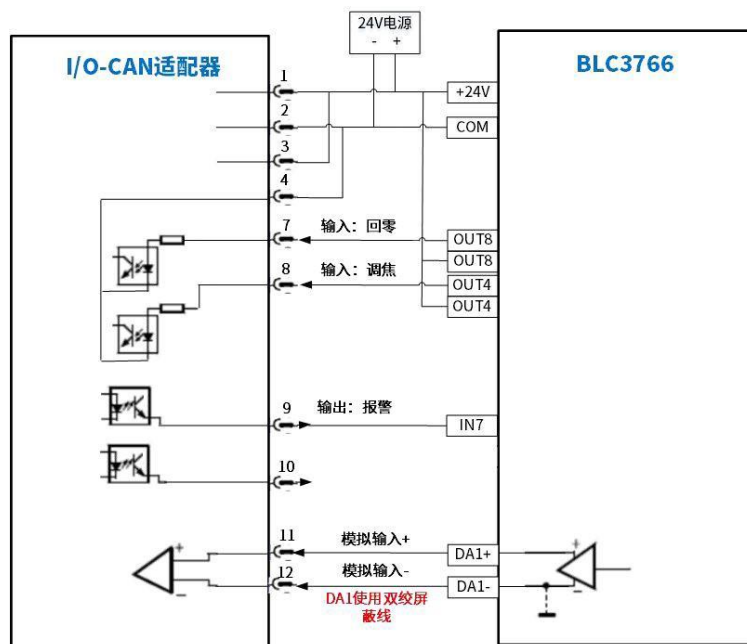 24V电源
- +
I/O-CAN适配器
BLC3766
1
+24V
2
COM
3
4
7
输入：回零
OUT8
OUT8
8
输入：调焦
OUT4
OUT4
9
输出：报警
IN7
10
11
模拟输入+
DA1+
+
+
12
模拟输入-
DA1-
-
-
DA1使用双绞屏
蔽线